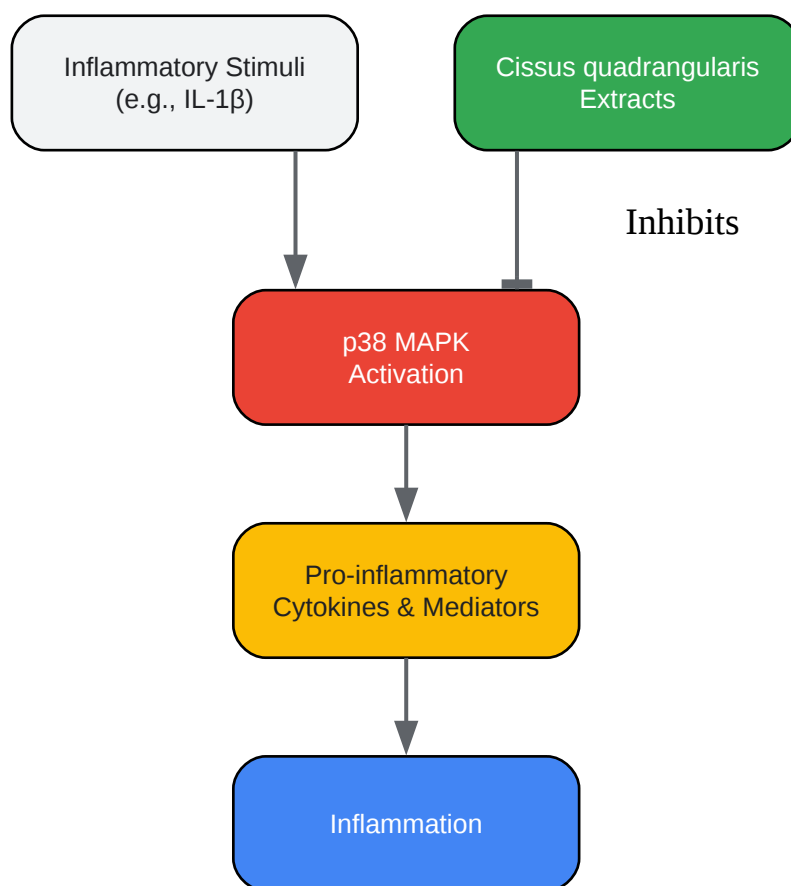 Inflammatory Stimuli
(e.g., IL-1β)
Cissus quadrangularis
Extracts
Inhibits
p38 MAPK
Activation
Pro-inflammatory
Cytokines & Mediators
Inflammation